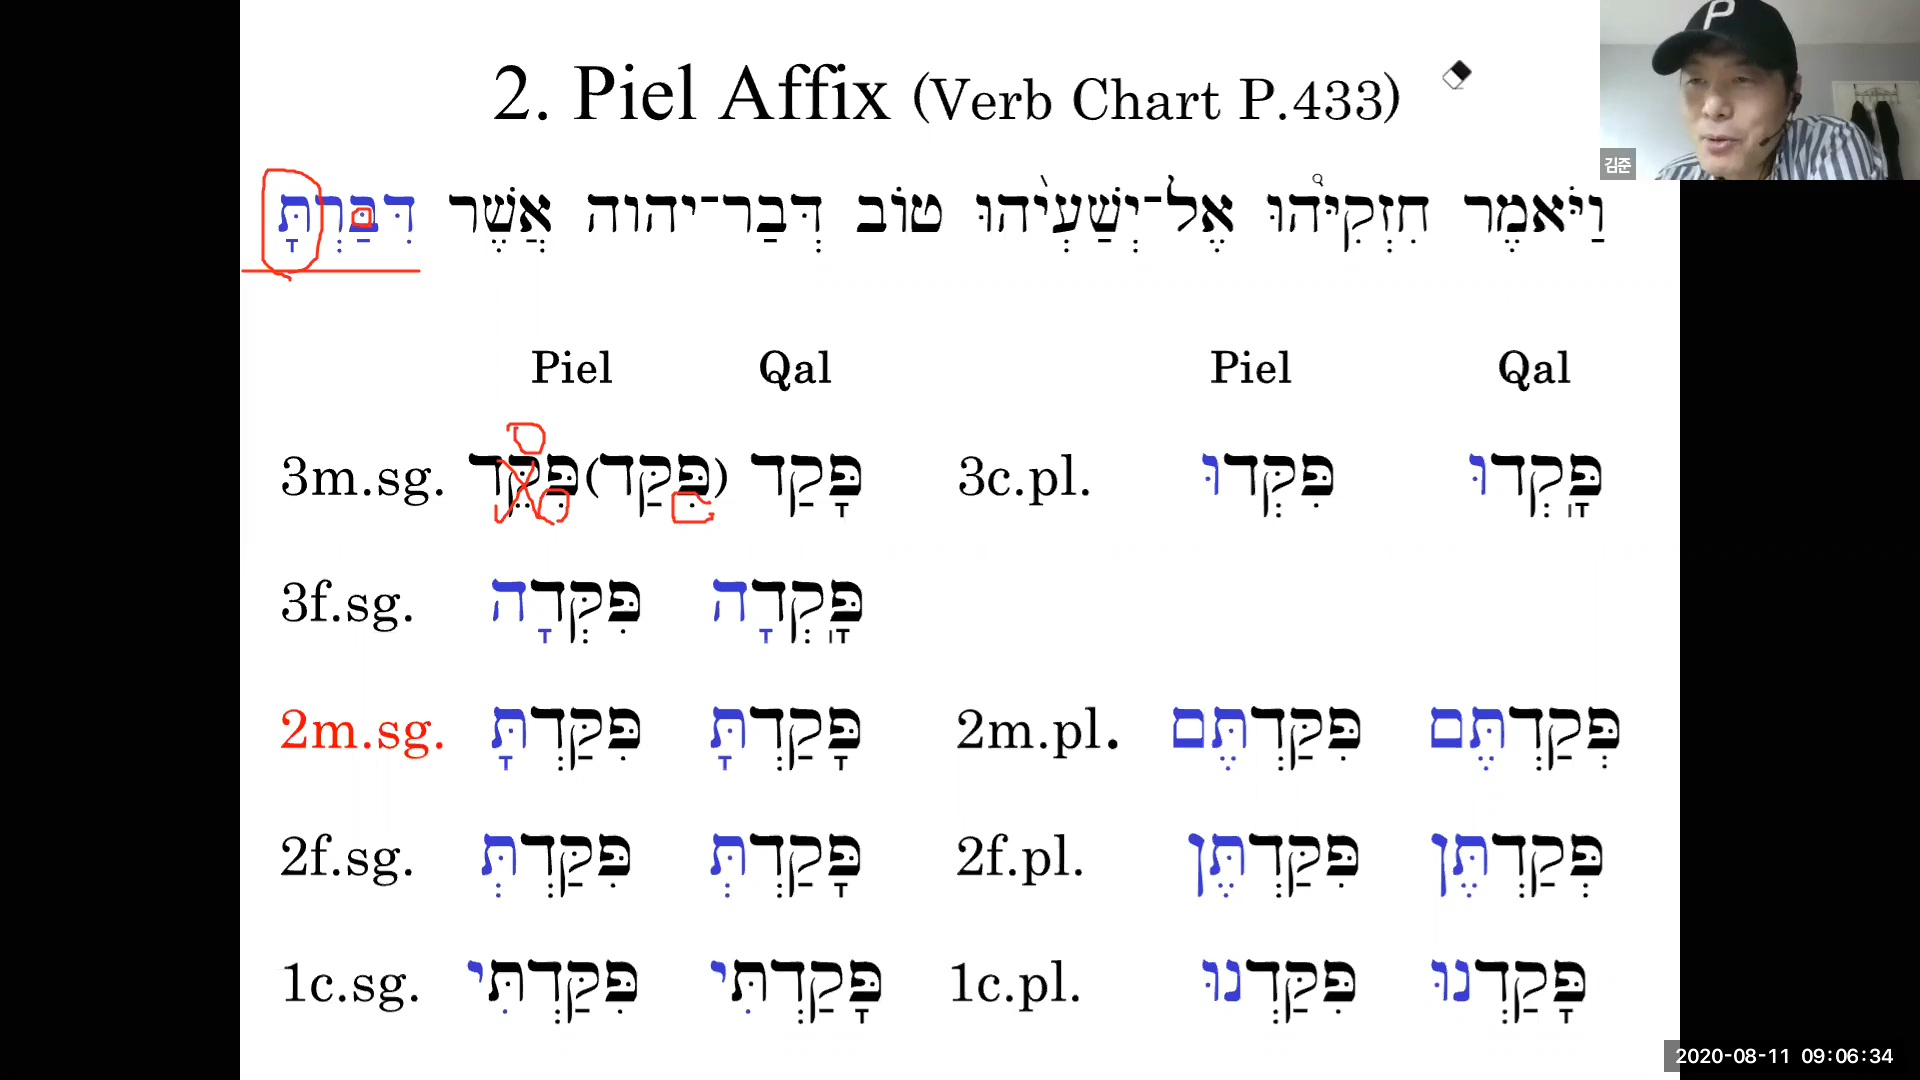 2. Piel Affix (Verb Chart P.433)
P
김준
וַיֹּאמֶר חִזְקִיָּהוּ אֶל־יְשַׁעְיָהוּ טוֹב דְּבַר־יהוה אֲשֶׁר דִּבַּרְתָּ
Piel Qal Piel Qal
3m.sg. פִּקֵּד (פִּקַּד) פָּקַד 3c.pl. פִּקְּדוּ פָּֽקְדוּ
3f.sg. פִּקְּדָה פָּֽקְדָה
2m.sg. פִּקַּדְתָּ פָּקַדְתָּ 2m.pl. פִּקַּדְתֶּם פְּקַדְתֶּם
2f.sg. פִּקַּדְתְּ פָּקַדְתְּ 2f.pl. פִּקַּדְתֶּן פְּקַדְתֶּן
1c.sg. פִּקַּדְתִּי פָּקַדְתִּי 1c.pl. פִּקַּדְנוּ פָּקַדְנוּ
2020-08-11 09:06:34